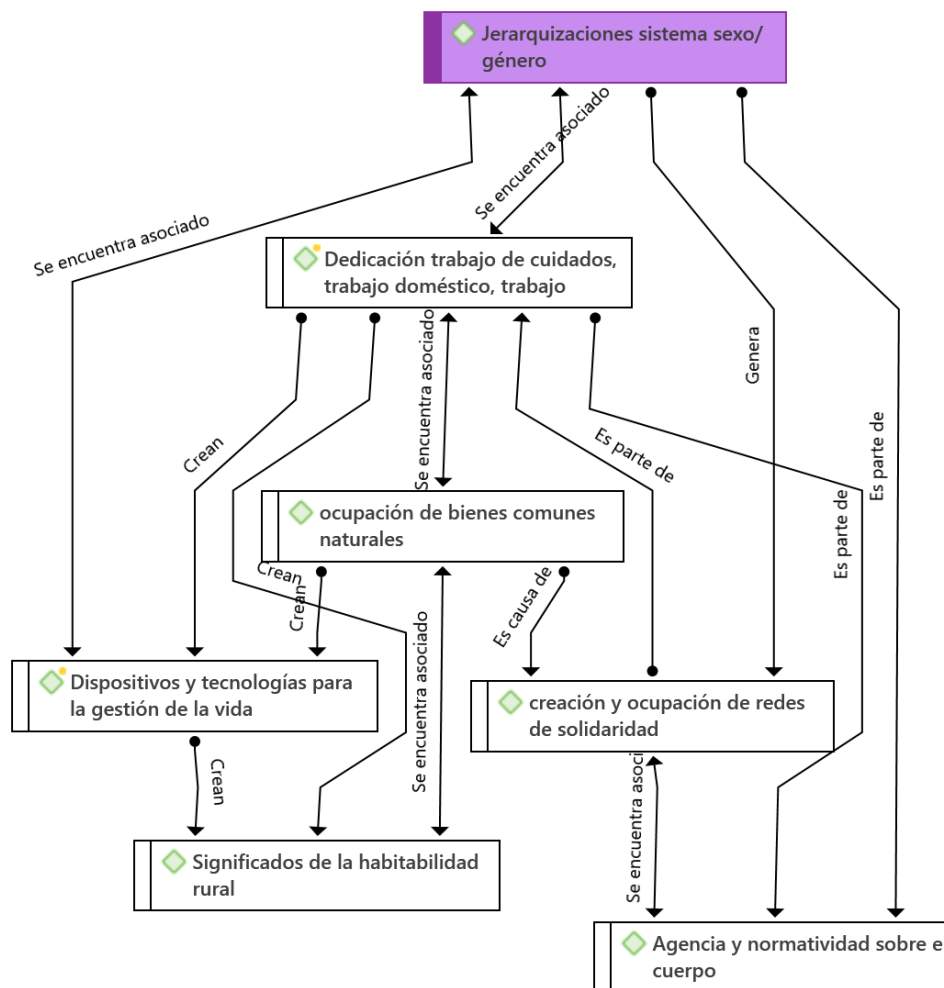 Jerarquizaciones sistema sexo/
género
Se encuentra asociado
Se encuentra asociado
Dedicación trabajo de cuidados,
trabajo doméstico, trabajo
Genera
Es parte de
Crean
Se encuentra asociado
Es parte de
Es parte de
ocupación de bienes comunes
naturales
Crean
Crean
Es causa de
Se encuentra asociado
Dispositivos y tecnologías para
la gestión de la vida
creación y ocupación de redes
de solidaridad
Crean
Se encuentra asoci
Significados de la habitabilidad
rural
Agencia y normatividad sobre e
cuerpo